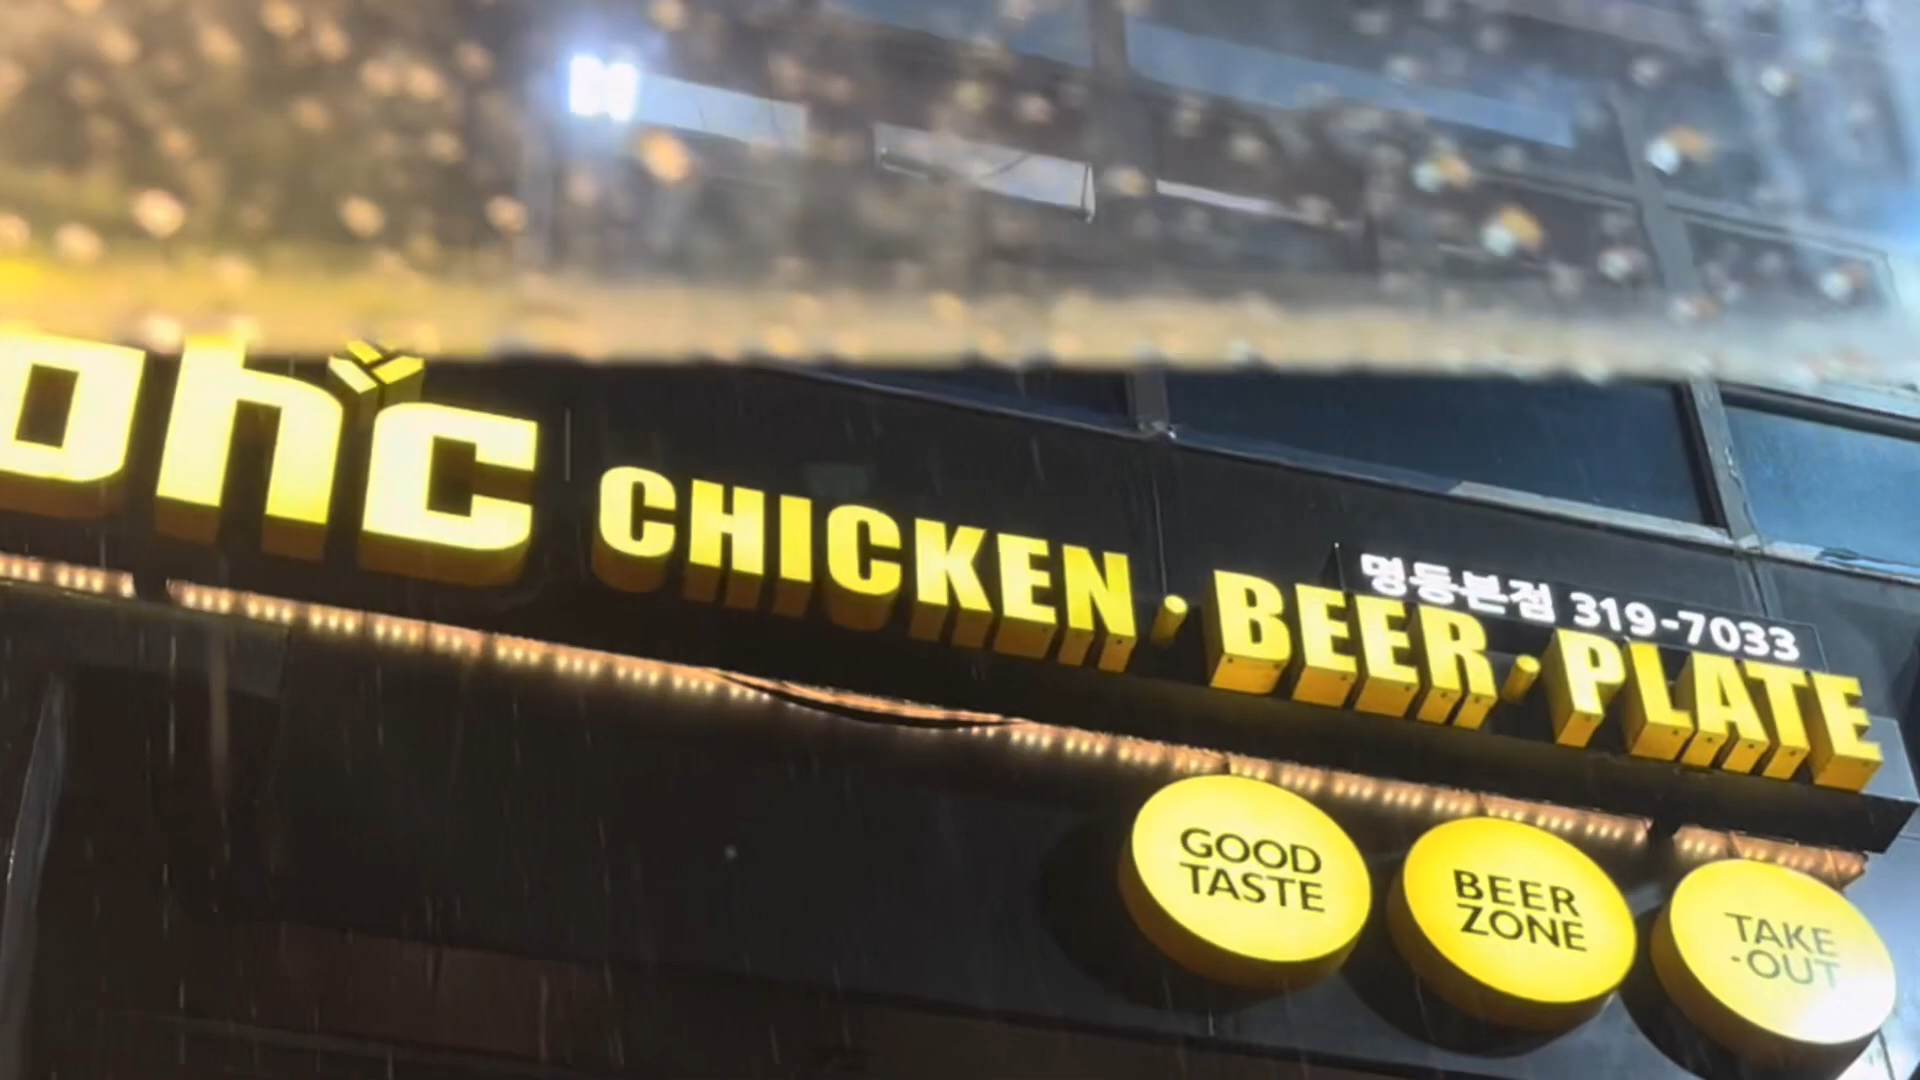 bhc CHICKEN·BEER·PLATE
명동본점 319-7033
GOOD
TASTE
BEER
ZONE
TAKE
-OUT